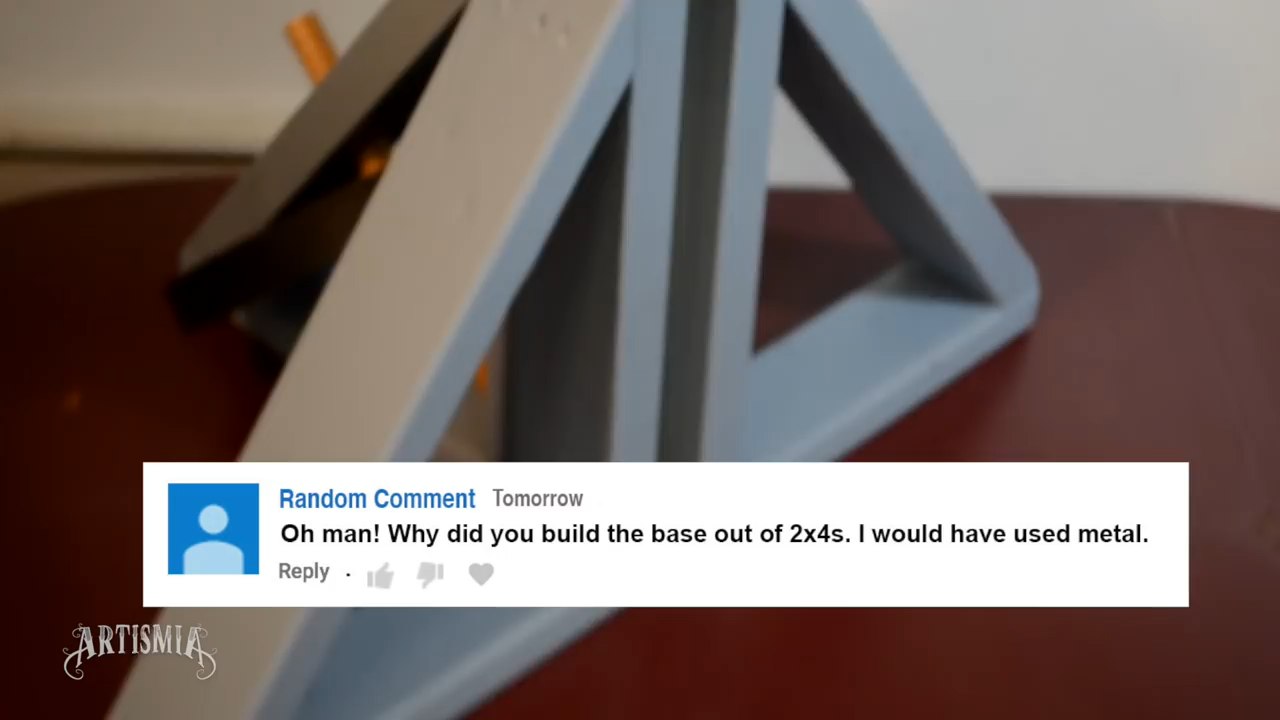 Random Comment Tomorrow
Oh man! Why did you build the base out of 2x4s. I would have used metal.
Reply .
ARTISMIA